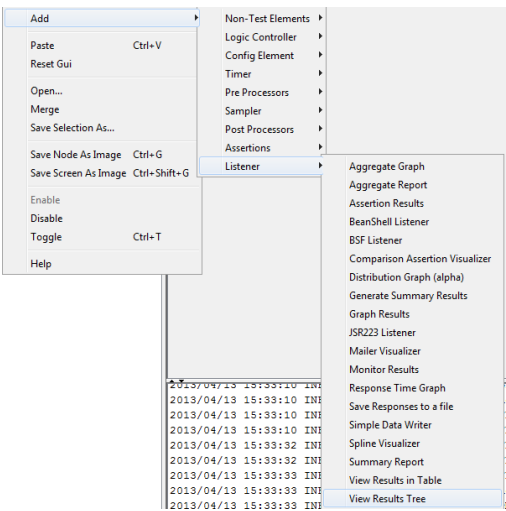 Add
Paste Ctrl+V
Reset Gui
Open...
Merge
Save Selection As...
Save Node As Image Ctrl+G
Save Screen As Image Ctrl+Shift+G
Enable
Disable
Toggle Ctrl+T
Help
Non-Test Elements
Logic Controller
Config Element
Timer
Pre Processors
Sampler
Post Processors
Assertions
Listener
Aggregate Graph
Aggregate Report
Assertion Results
BeanShell Listener
BSF Listener
Comparison Assertion Visualizer
Distribution Graph (alpha)
Generate Summary Results
Graph Results
JSR223 Listener
Mailer Visualizer
Monitor Results
Response Time Graph
Save Responses to a file
Simple Data Writer
Spline Visualizer
Summary Report
View Results in Table
View Results Tree
2013/04/13 15:33:10
2013/04/13 15:33:10
2013/04/13 15:33:10
2013/04/13 15:33:10
2013/04/13 15:33:32
2013/04/13 15:33:32
2013/04/13 15:33:33
2013/04/13 15:33:33
2013/04/13 15:33:33